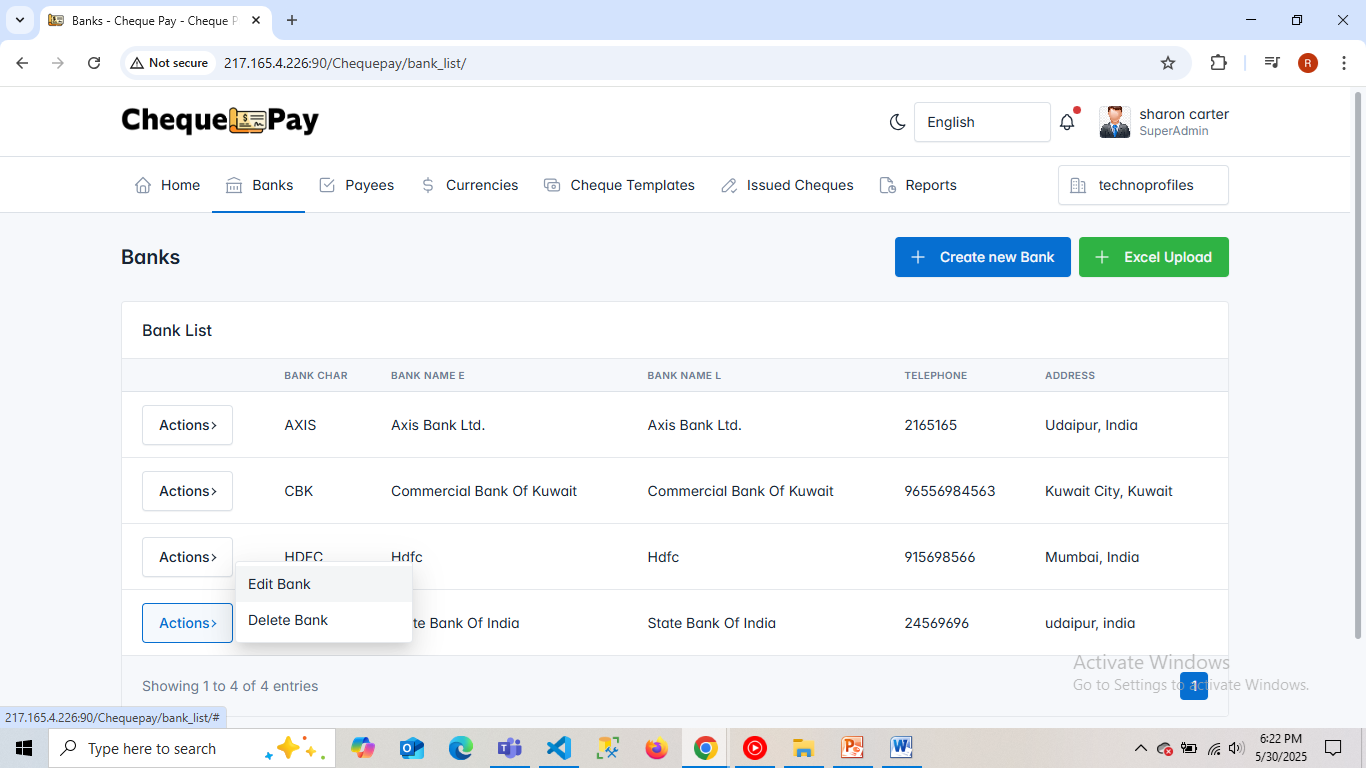 Banks - Cheque Pay - Cheque P
Not secure
217.165.4.226:90/Chequepay/bank_list/
R
Cheque Pay
English
sharon carter
SuperAdmin
Home
Banks
Payees
Currencies
Cheque Templates
Issued Cheques
Reports
technoprofiles
Banks
Create new Bank
Excel Upload
Bank List
BANK CHAR BANK NAME E BANK NAME L TELEPHONE ADDRESS
Actions> AXIS Axis Bank Ltd. Axis Bank Ltd. 2165165 Udaipur, India
Actions> CBK Commercial Bank Of Kuwait Commercial Bank Of Kuwait 96556984563 Kuwait City, Kuwait
Actions> HDFC Hdfc Hdfc 915698566 Mumbai, India
Edit Bank
Delete Bank
Actions> te Bank Of India State Bank Of India 24569696 udaipur, india
Showing 1 to 4 of 4 entries
1
Activate Windows
Go to Settings to activate Windows.
217.165.4.226:90/Chequepay/bank_list/#
Type here to search
6:22 PM
5/30/2025